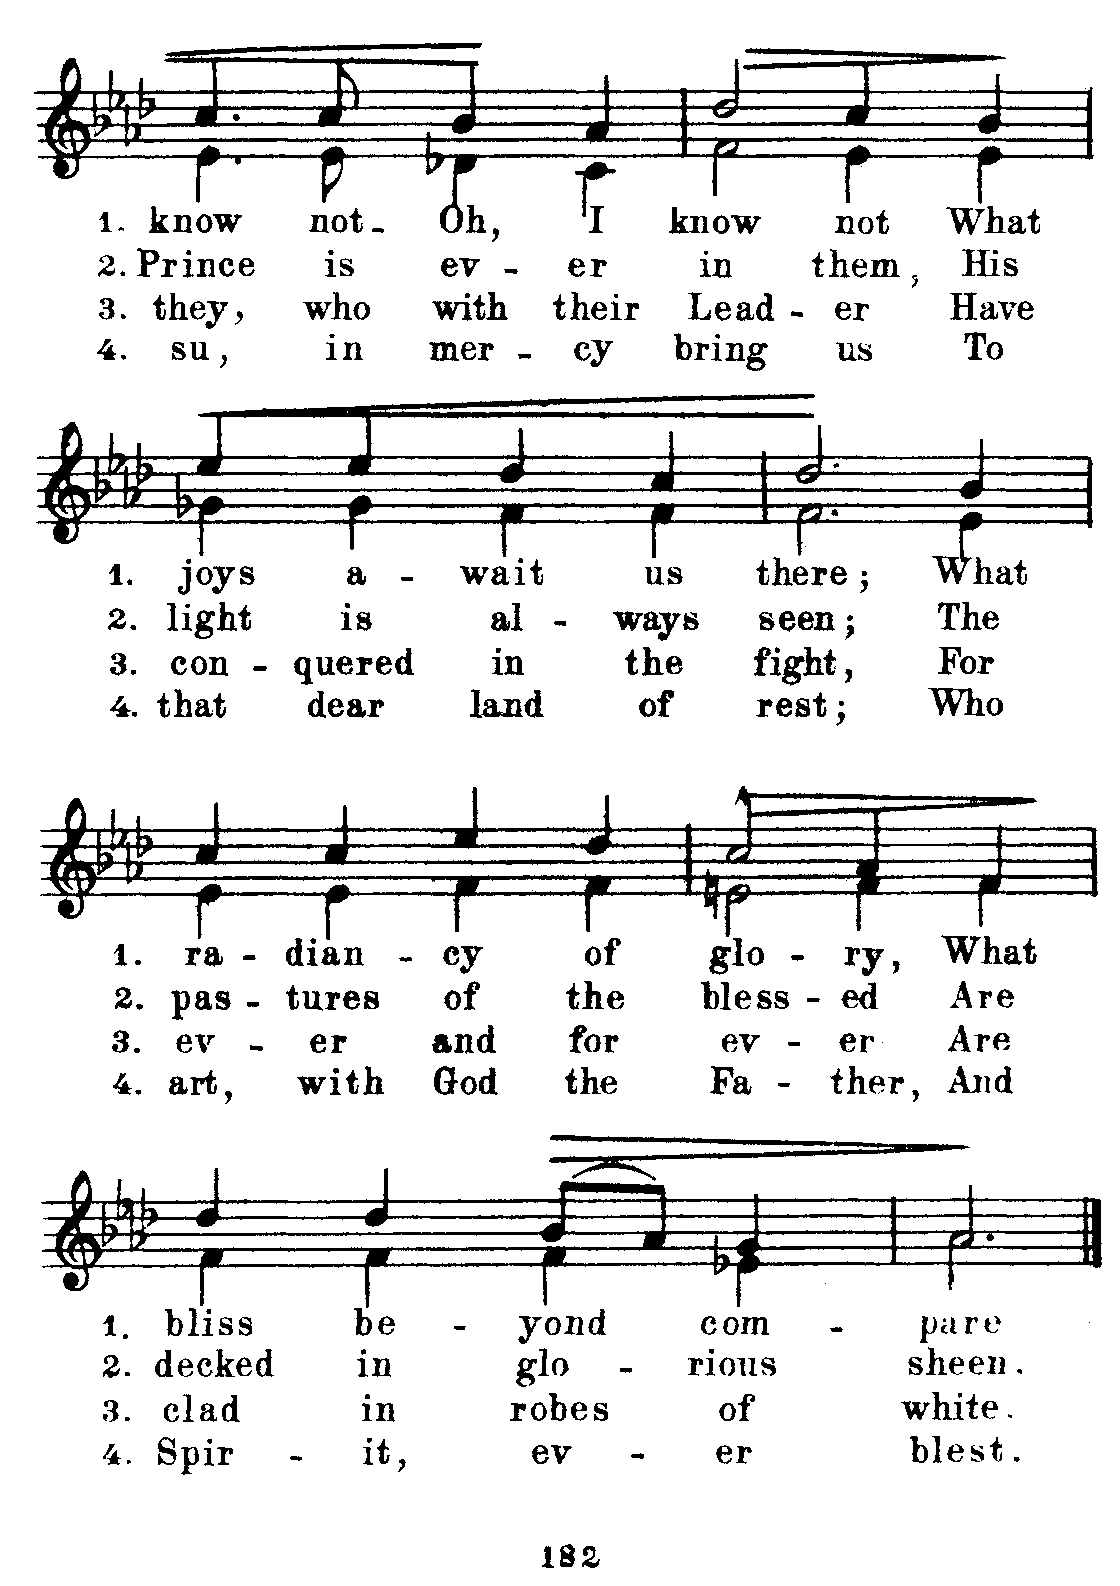 1. know not- Oh, I know not What
2. Prince is ev - er in them, His
3. they, who with their Lead - er Have
4. su, in mer - cy bring us To
1. joys a - wait us there; What
2. light is al - ways seen; The
3. con - quered in the fight, For
4. that dear land of rest; Who
1. ra - dian - cy of glo - ry, What
2. pas - tures of the bless - ed Are
3. ev - er and for ev - er Are
4. art, with God the Fa - ther, And
1. bliss be - yond com - pare
2. decked in glo - rious sheen.
3. clad in robes of white.
4. Spir - it, ev - er blest.
182